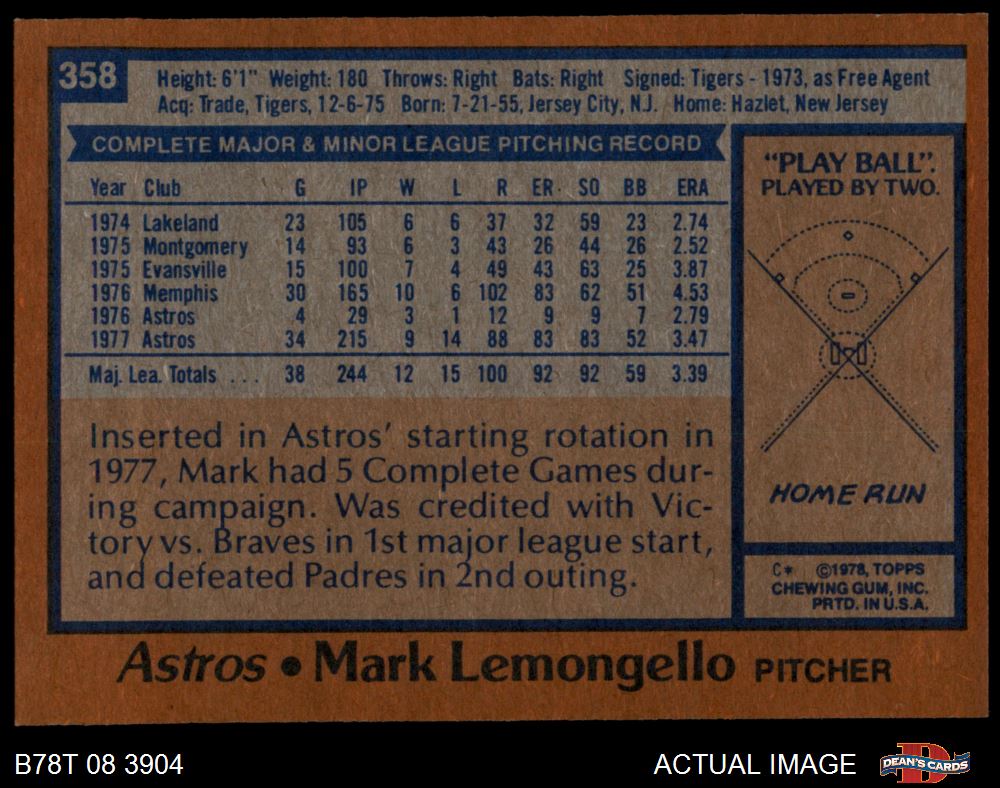 358
Height: 6'1" Weight: 180 Throws: Right Bats: Right Signed: Tigers - 1973, as Free Agent
Acq: Trade, Tigers, 12-6-75 Born: 7-21-55, Jersey City, N.J. Home: Hazlet, New Jersey
COMPLETE MAJOR & MINOR LEAGUE PITCHING RECORD
Year Club G IP W L R ER SO BB ERA
1974 Lakeland 23 105 6 6 37 32 59 23 2.74
1975 Montgomery 14 93 6 3 43 26 44 26 2.52
1975 Evansville 15 100 7 4 49 43 63 25 3.87
1976 Memphis 30 165 10 6 102 83 62 51 4.53
1976 Astros 4 29 3 1 12 9 9 7 2.79
1977 Astros 34 215 9 14 88 83 83 52 3.47
Maj. Lea. Totals ... 38 244 12 15 100 92 92 59 3.39
Inserted in Astros' starting rotation in
1977, Mark had 5 Complete Games dur-
ing campaign. Was credited with Vic-
tory vs. Braves in 1st major league start,
and defeated Padres in 2nd outing.
"PLAY BALL".
PLAYED BY TWO.
HOME RUN
C* ©1978, TOPPS
CHEWING GUM, INC.
PRTD. IN U.S.A.
Astros • Mark Lemongello PITCHER
B78T 08 3904
ACTUAL IMAGE
DEAN'S CARDS